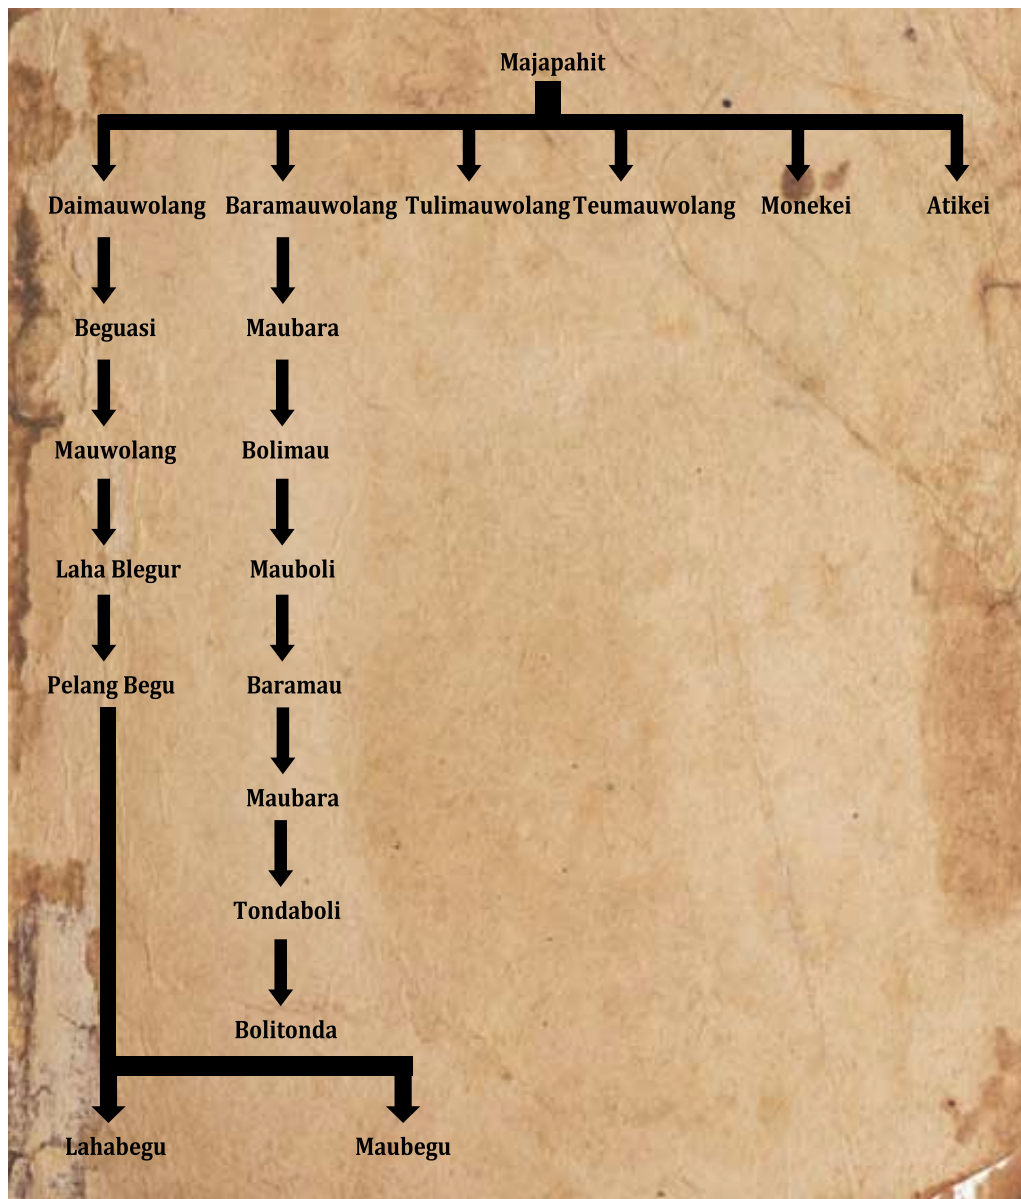 Majapahit
Daimauwolang Baramauwolang Tulimauwolang Teumauwolang Monekei Atikei
Beguasi Maubara
Mauwolang Bolimau
Laha Blegur Mauboli
Pelang Begu Baramau
Maubara
Tondaboli
Bolitonda
Lahabegu Maubegu